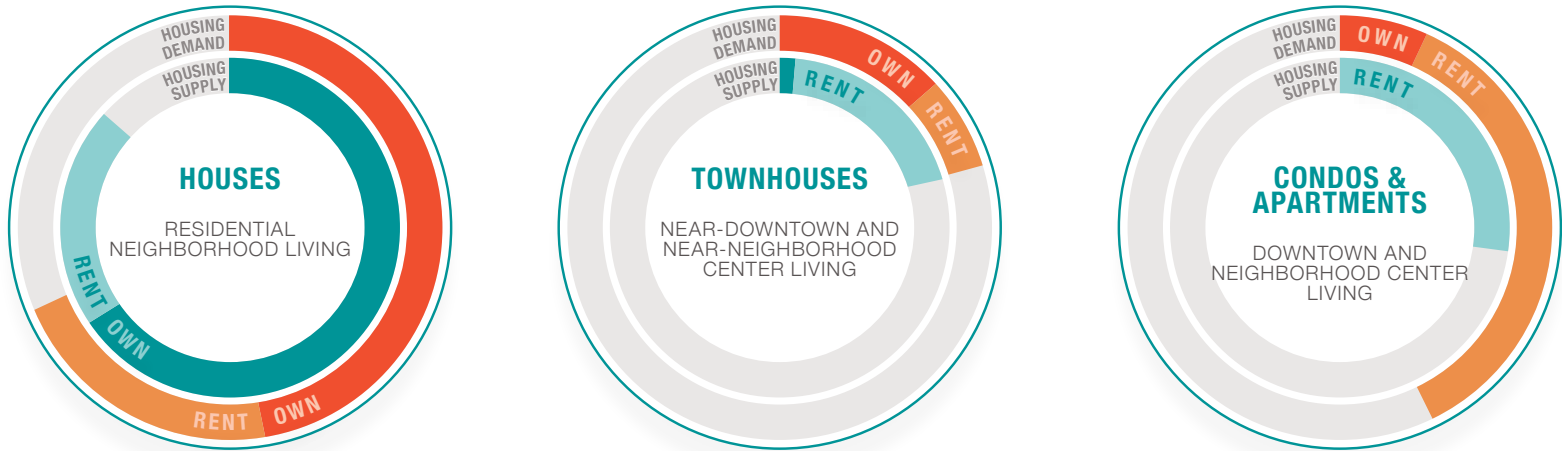 HOUSING
DEMAND
HOUSING
SUPPLY
HOUSES
RESIDENTIAL
NEIGHBORHOOD LIVING
RENT
OWN
RENT
OWN
HOUSING
DEMAND
HOUSING
SUPPLY
OWN
RENT
RENT
TOWNHOUSES
NEAR-DOWNTOWN AND
NEAR-NEIGHBORHOOD
CENTER LIVING
HOUSING
DEMAND
HOUSING
SUPPLY
OWN
RENT
RENT
CONDOS &
APARTMENTS
DOWNTOWN AND
NEIGHBORHOOD CENTER
LIVING